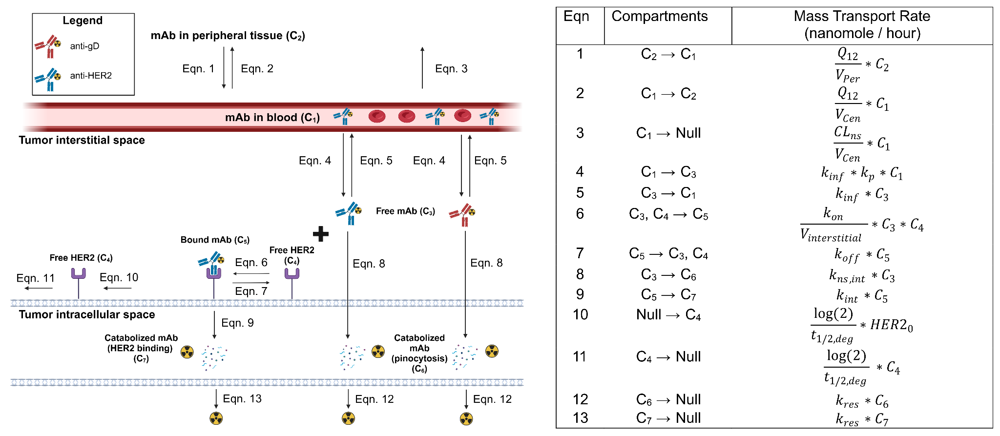 Legend
anti-gD
anti-HER2
mAb in peripheral tissue (C₂)
Eqn. 1
Eqn. 2
Eqn. 3
mAb in blood (C₁)
Tumor interstitial space
Eqn. 4
Eqn. 5
Eqn. 4
Eqn. 5
Free mAb (C₃)
Bound mAb (C₅)
Free HER2 (C₄)
Free HER2
(C₄)
Eqn. 6
Eqn. 7
Eqn. 8
Eqn. 8
Eqn. 11
Eqn. 10
Tumor intracellular space
Eqn. 9
Catabolized mAb
(HER2 binding)
(C₇)
Catabolized
mAb
(pinocytosis)
(C₆)
Eqn. 13
Eqn. 12
Eqn. 12
Eqn Compartments Mass Transport Rate
(nanomole / hour)
1 C₂ → C₁ Q₁₂/V_Per * C₂
2 C₁ → C₂ Q₁₂/V_Cen * C₁
3 C₁ → Null CL_ns/V_Cen * C₁
4 C₁ → C₃ k_inf * k_p * C₁
5 C₃ → C₁ k_inf * C₃
6 C₃, C₄ → C₅ k_on/V_interstitial * C₃ * C₄
7 C₅ → C₃, C₄ k_off * C₅
8 C₃ → C₆ k_ns,int * C₃
9 C₅ → C₇ k_int * C₅
10 Null → C₄ log(2)/t_1/2,deg * HER2₀
11 C₄ → Null log(2)/t_1/2,deg * C₄
12 C₆ → Null k_res * C₆
13 C₇ → Null k_res * C₇